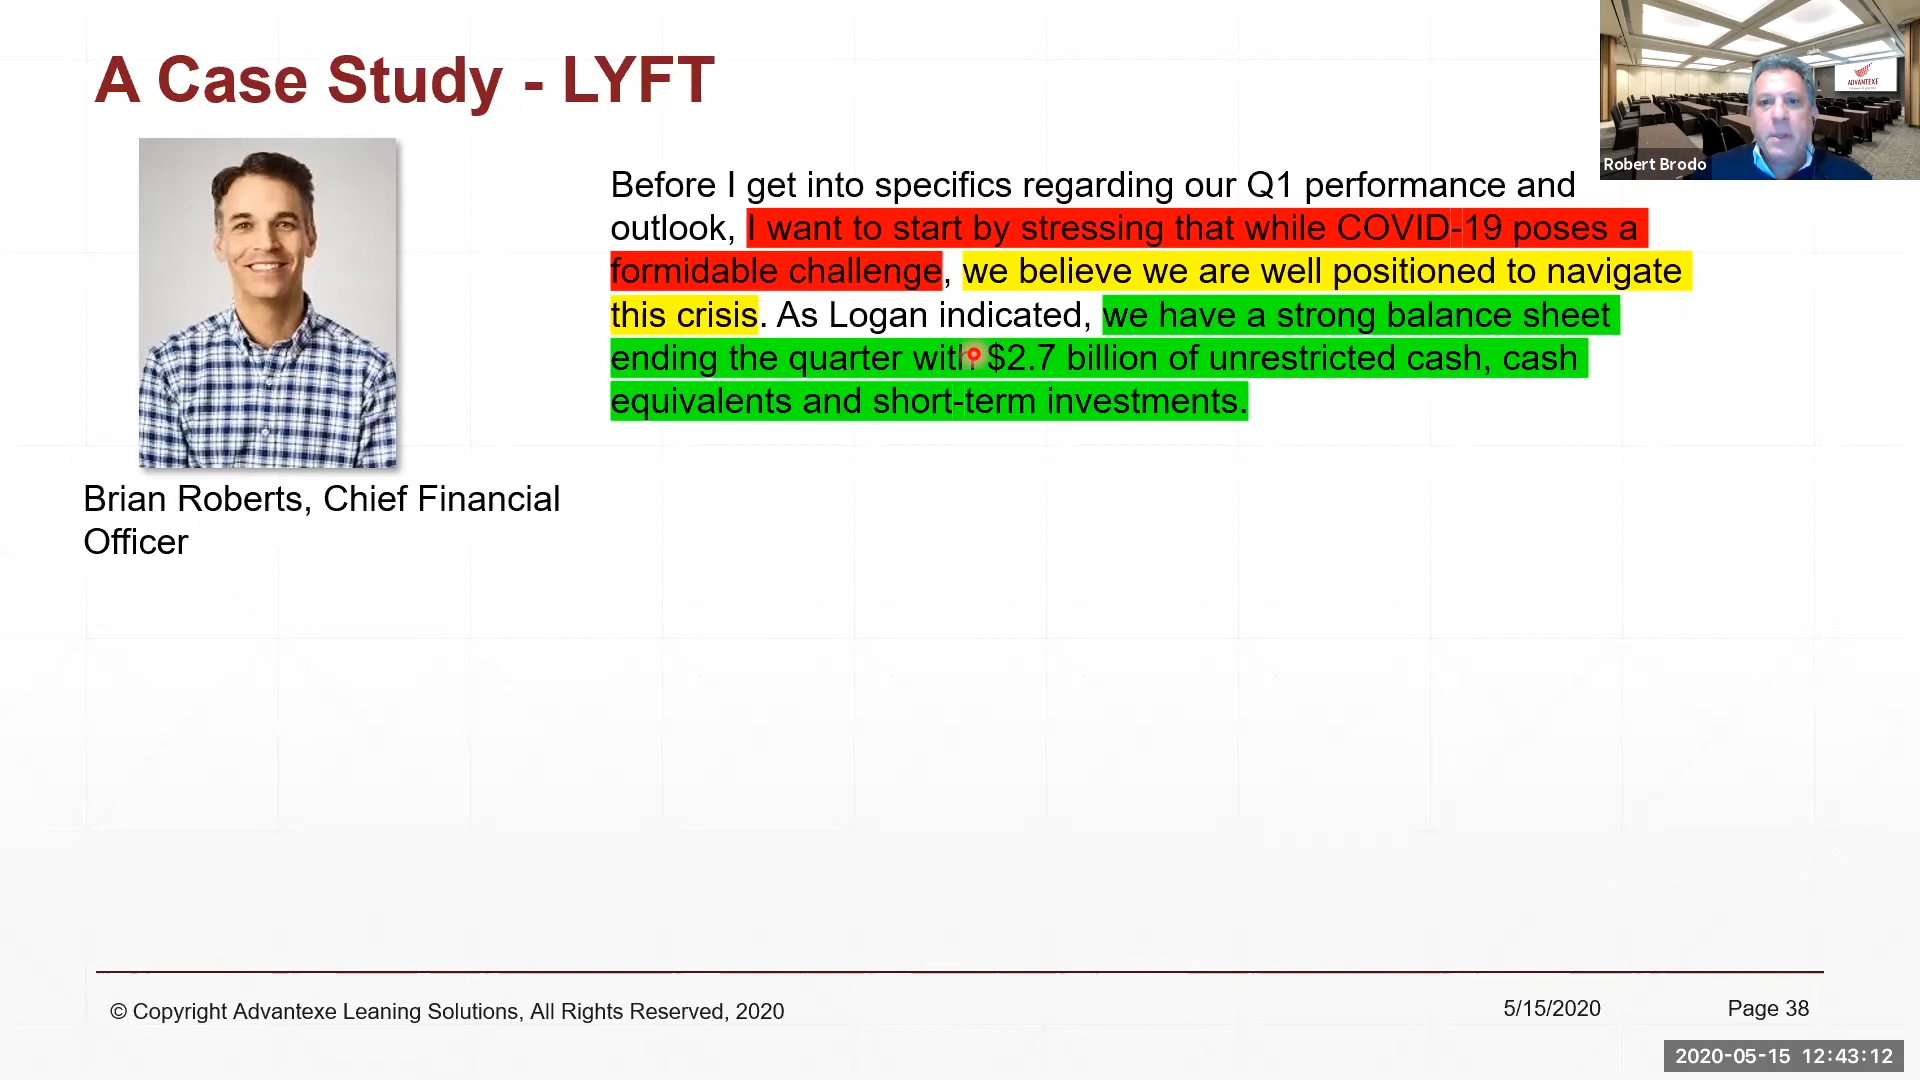 A Case Study - LYFT
ADVANTEXE
Robert Brodo
Before I get into specifics regarding our Q1 performance and
outlook, I want to start by stressing that while COVID-19 poses a
formidable challenge, we believe we are well positioned to navigate
this crisis. As Logan indicated, we have a strong balance sheet
ending the quarter with $2.7 billion of unrestricted cash, cash
equivalents and short-term investments.
Brian Roberts, Chief Financial
Officer
© Copyright Advantexe Leaning Solutions, All Rights Reserved, 2020
5/15/2020
Page 38
2020-05-15 12:43:12